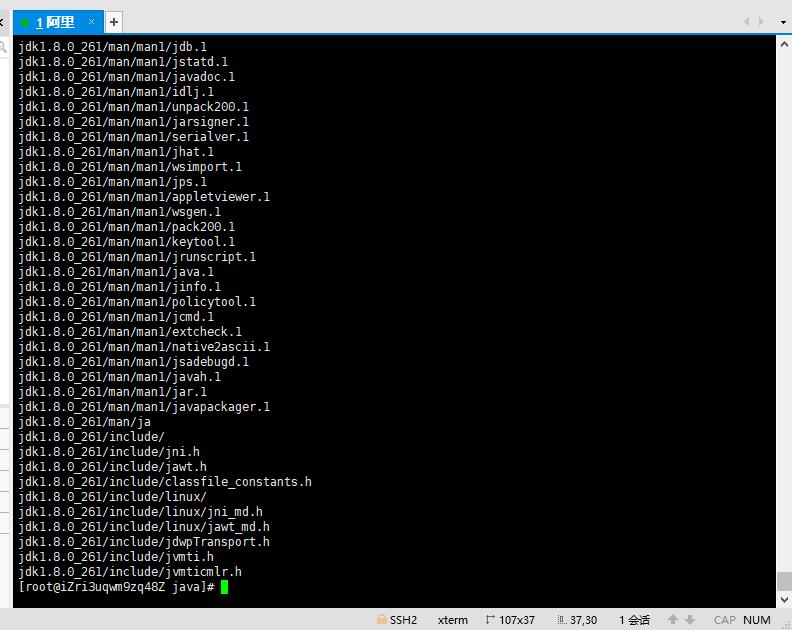 1 阿里 × +
jdk1.8.0_261/man/man1/jdb.1
jdk1.8.0_261/man/man1/jstatd.1
jdk1.8.0_261/man/man1/javadoc.1
jdk1.8.0_261/man/man1/idlj.1
jdk1.8.0_261/man/man1/unpack200.1
jdk1.8.0_261/man/man1/jarsigner.1
jdk1.8.0_261/man/man1/serialver.1
jdk1.8.0_261/man/man1/jhat.1
jdk1.8.0_261/man/man1/wsimport.1
jdk1.8.0_261/man/man1/jps.1
jdk1.8.0_261/man/man1/appletviewer.1
jdk1.8.0_261/man/man1/wsgen.1
jdk1.8.0_261/man/man1/pack200.1
jdk1.8.0_261/man/man1/keytool.1
jdk1.8.0_261/man/man1/jrunscript.1
jdk1.8.0_261/man/man1/java.1
jdk1.8.0_261/man/man1/jinfo.1
jdk1.8.0_261/man/man1/policytool.1
jdk1.8.0_261/man/man1/jcmd.1
jdk1.8.0_261/man/man1/extcheck.1
jdk1.8.0_261/man/man1/native2ascii.1
jdk1.8.0_261/man/man1/jsadebugd.1
jdk1.8.0_261/man/man1/javah.1
jdk1.8.0_261/man/man1/jar.1
jdk1.8.0_261/man/man1/javapackager.1
jdk1.8.0_261/man/ja
jdk1.8.0_261/include/
jdk1.8.0_261/include/jni.h
jdk1.8.0_261/include/jawt.h
jdk1.8.0_261/include/classfile_constants.h
jdk1.8.0_261/include/linux/
jdk1.8.0_261/include/linux/jni_md.h
jdk1.8.0_261/include/linux/jawt_md.h
jdk1.8.0_261/include/jdwpTransport.h
jdk1.8.0_261/include/jvmti.h
jdk1.8.0_261/include/jvmticmlr.h
[root@iZri3uqwm9zq48Z java]#
SSH2 xterm 107x37 37,30 1 会话 CAP NUM